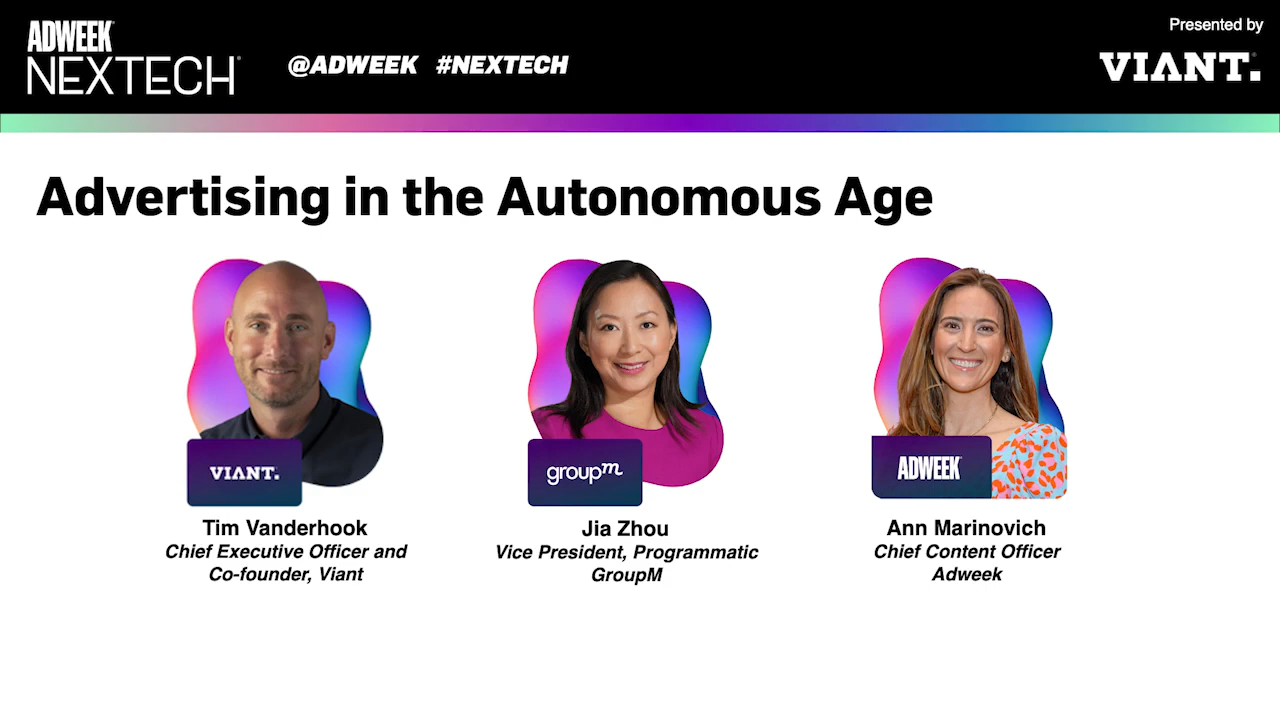 ADWEEK
NEXTECH
@ADWEEK #NEXTECH
Presented by
VIANT.
Advertising in the Autonomous Age
VIANT.
Tim Vanderhook
Chief Executive Officer and
Co-founder, Viant
groupm
Jia Zhou
Vice President, Programmatic
GroupM
ADWEEK
Ann Marinovich
Chief Content Officer
Adweek